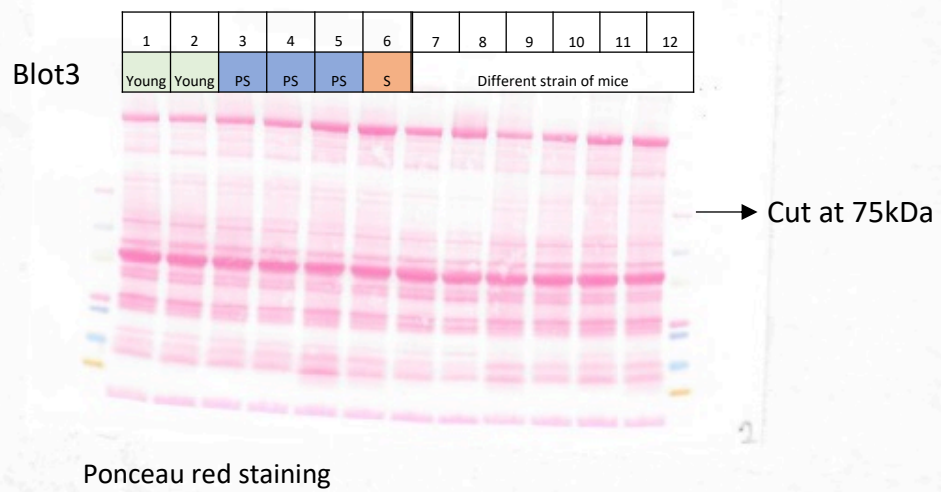 1 2 3 4 5 6 7 8 9 10 11 12
Blot3
Young Young PS PS PS S Different strain of mice
Cut at 75kDa
2
Ponceau red staining